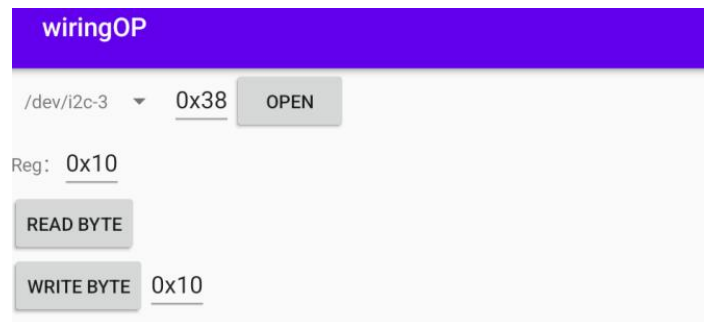 wiringOP
/dev/i2c-3 0x38 OPEN
Reg: 0x10
READ BYTE
WRITE BYTE 0x10